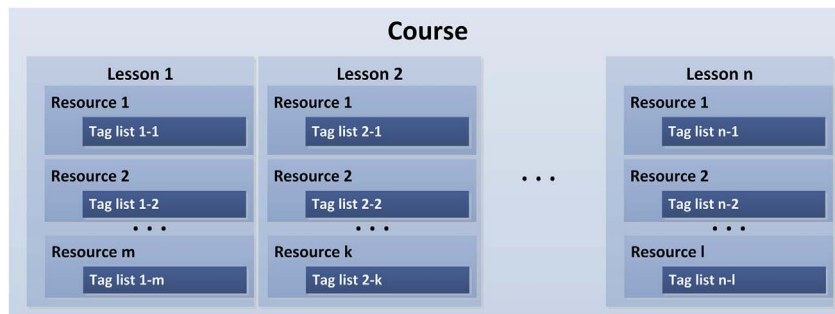 Course
Lesson 1
Resource 1
Tag list 1-1
Resource 2
Tag list 1-2
...
Resource m
Tag list 1-m
Lesson 2
Resource 1
Tag list 2-1
Resource 2
Tag list 2-2
...
Resource k
Tag list 2-k
...
Lesson n
Resource 1
Tag list n-1
Resource 2
Tag list n-2
...
Resource l
Tag list n-l